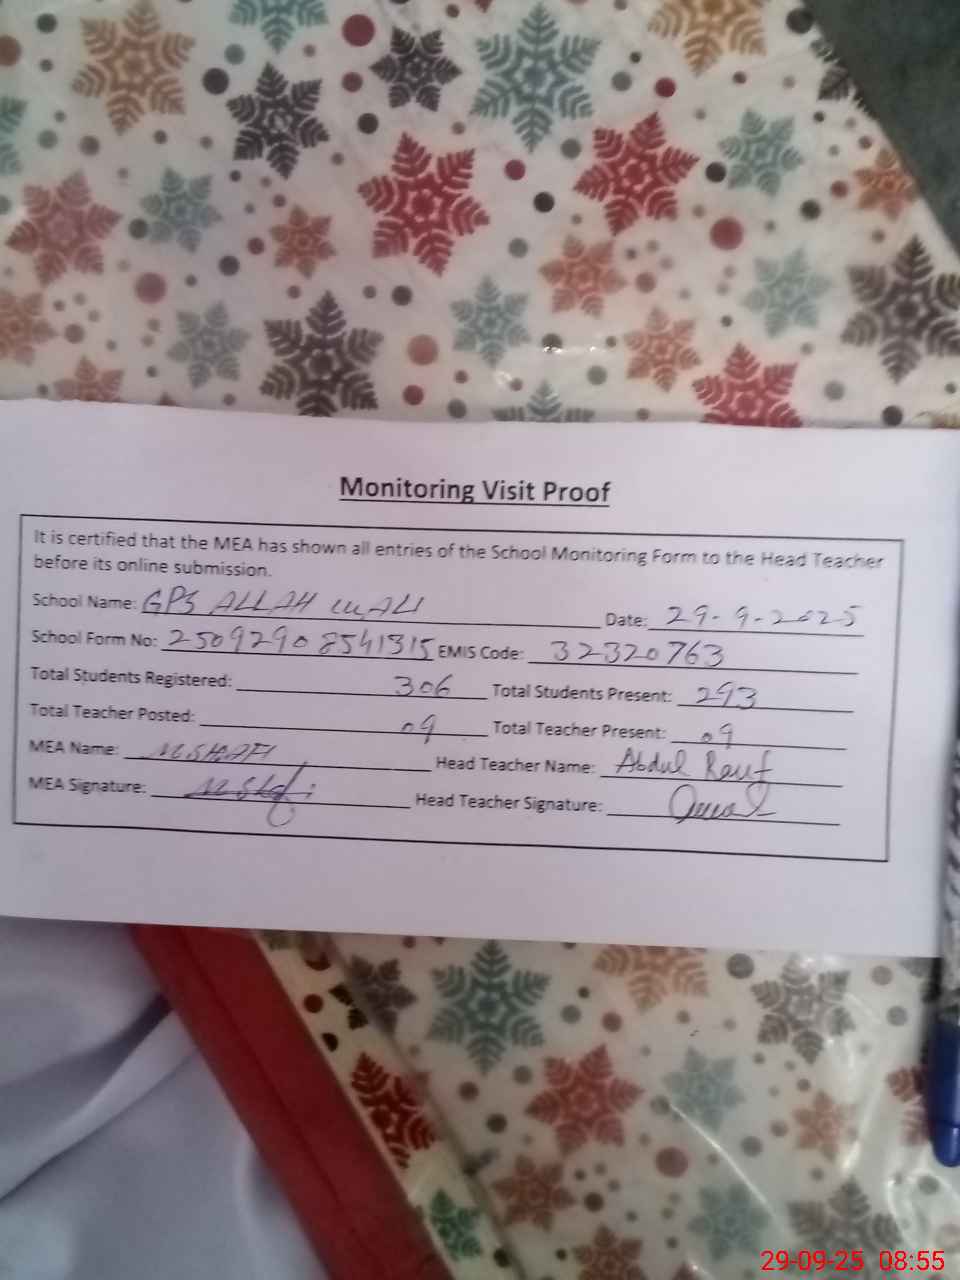 Monitoring Visit Proof
It is certified that the MEA has shown all entries of the School Monitoring Form to the Head Teacher
before its online submission.
School Name: GPS ALLAH WALI Date: 29-9-2025
School Form No: 25092908541315 EMIS Code: 32320763
Total Students Registered: 306 Total Students Present: 293
Total Teacher Posted: 09 Total Teacher Present: 09
MEA Name: M SHAFI Head Teacher Name: Abdul Rauf
MEA Signature: M Shafi Head Teacher Signature:
29-09-25 08:55